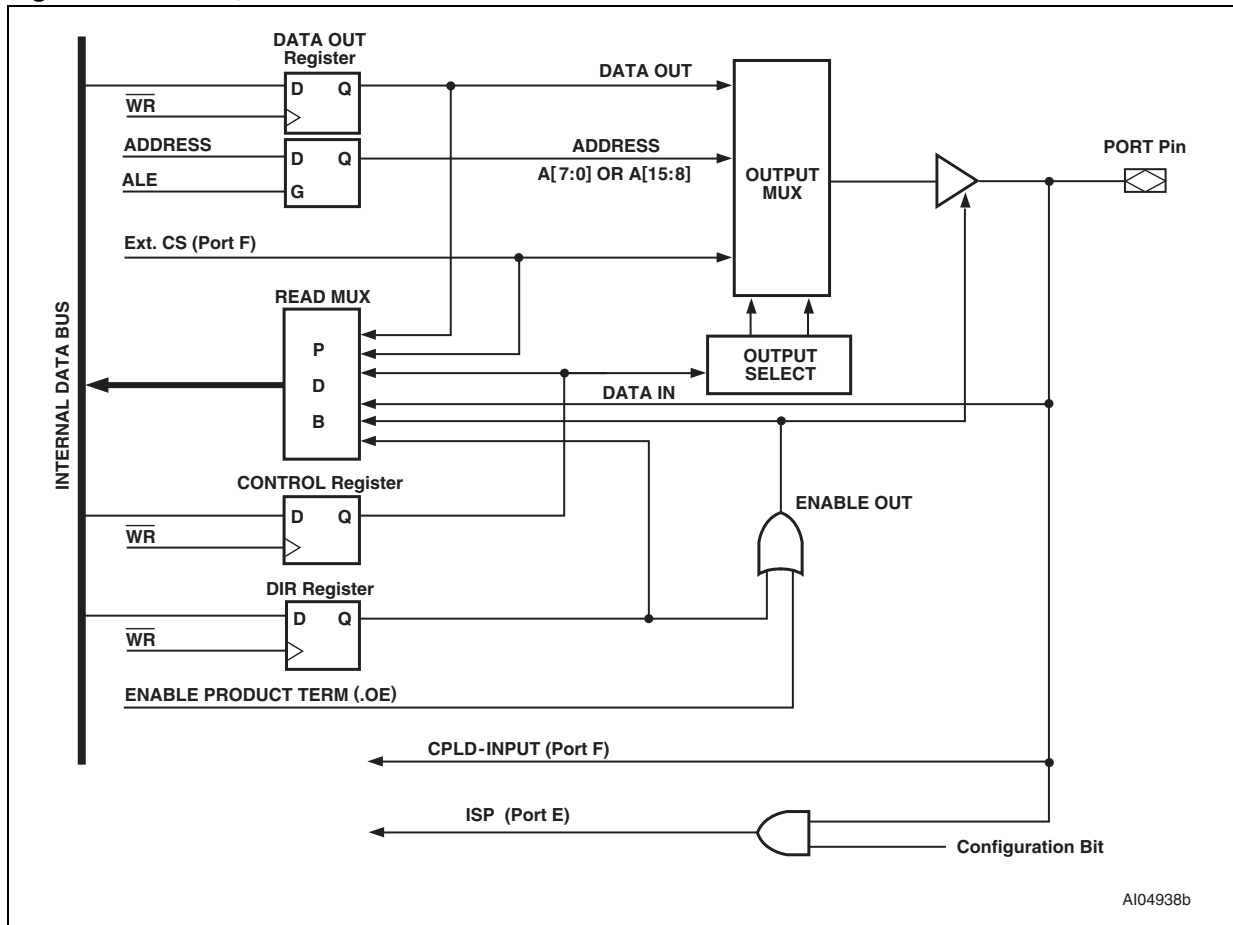 DATA OUT
Register
D Q
WR
DATA OUT
ADDRESS
ALE
D Q
G
ADDRESS
A[7:0] OR A[15:8]
OUTPUT
MUX
PORT Pin
Ext. CS (Port F)
READ MUX
P
D
B
OUTPUT
SELECT
DATA IN
INTERNAL DATA BUS
CONTROL Register
D Q
WR
ENABLE OUT
DIR Register
D Q
WR
ENABLE PRODUCT TERM (.OE)
CPLD-INPUT (Port F)
ISP (Port E)
Configuration Bit
AI04938b